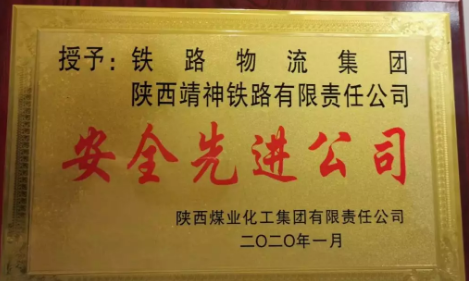 授予：铁路物流集团
陕西靖神铁路有限责任公司
安全先进公司
陕西煤业化工集团有限责任公司
二〇二〇年一月